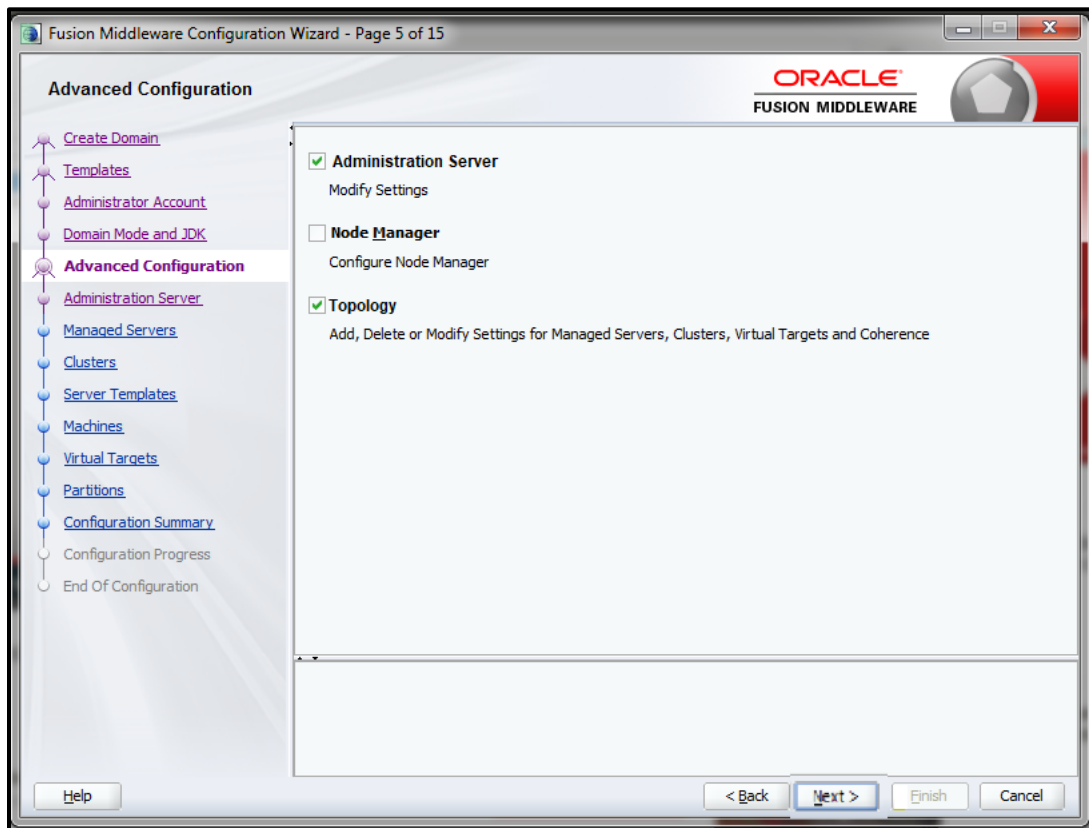 Fusion Middleware Configuration Wizard - Page 5 of 15
Advanced Configuration
ORACLE
FUSION MIDDLEWARE
Create Domain
Templates
Administrator Account
Domain Mode and JDK
Advanced Configuration
Administration Server
Managed Servers
Clusters
Server Templates
Machines
Virtual Targets
Partitions
Configuration Summary
Configuration Progress
End Of Configuration
Administration Server
Modify Settings
Node Manager
Configure Node Manager
Topology
Add, Delete or Modify Settings for Managed Servers, Clusters, Virtual Targets and Coherence
Help
< Back
Next >
Finish
Cancel